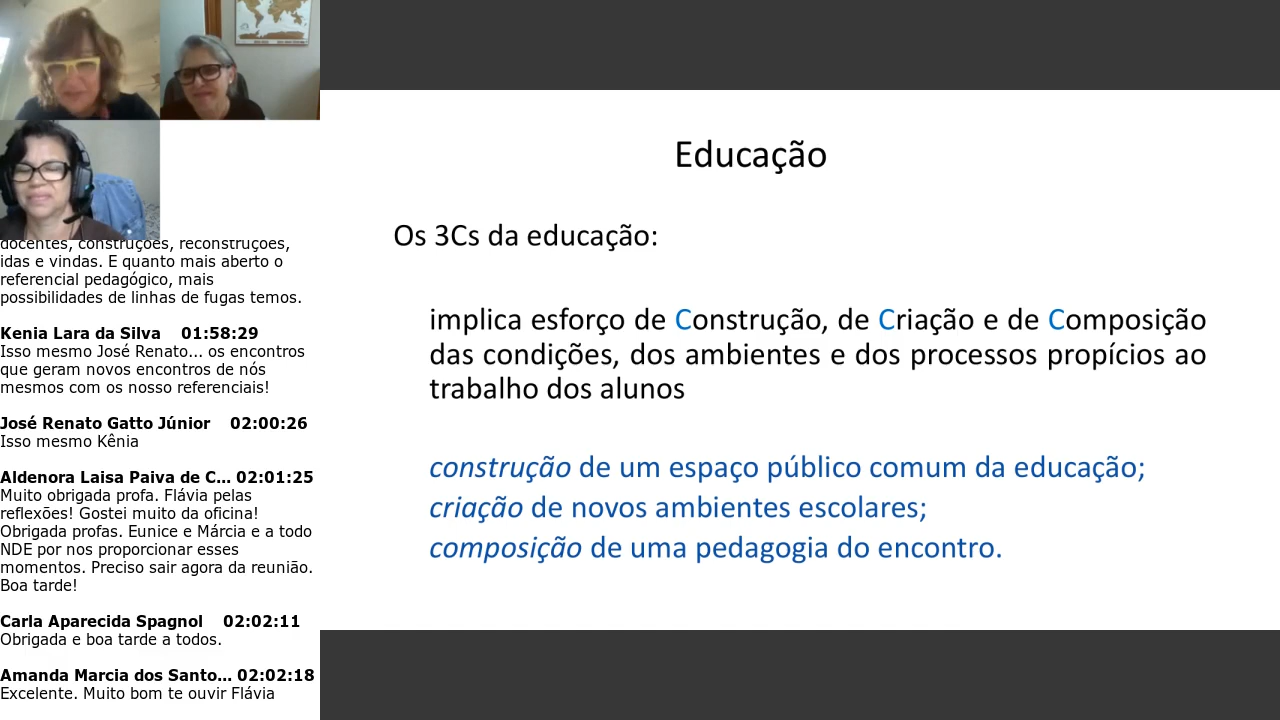 docentes, construções, reconstruções,
idas e vindas. E quanto mais aberto o
referencial pedagógico, mais
possibilidades de linhas de fugas temos.
Kenia Lara da Silva 01:58:29
Isso mesmo José Renato... os encontros
que geram novos encontros de nós
mesmos com os nosso referenciais!
José Renato Gatto Júnior 02:00:26
Isso mesmo Kênia
Aldenora Laisa Paiva de C... 02:01:25
Muito obrigada profa. Flávia pelas
reflexões! Gostei muito da oficina!
Obrigada profas. Eunice e Márcia e a todo
NDE por nos proporcionar esses
momentos. Preciso sair agora da reunião.
Boa tarde!
Carla Aparecida Spagnol 02:02:11
Obrigada e boa tarde a todos.
Amanda Marcia dos Santo... 02:02:18
Excelente. Muito bom te ouvir Flávia
Educação
Os 3Cs da educação:
implica esforço de Construção, de Criação e de Composição
das condições, dos ambientes e dos processos propícios ao
trabalho dos alunos
construção de um espaço público comum da educação;
criação de novos ambientes escolares;
composição de uma pedagogia do encontro.